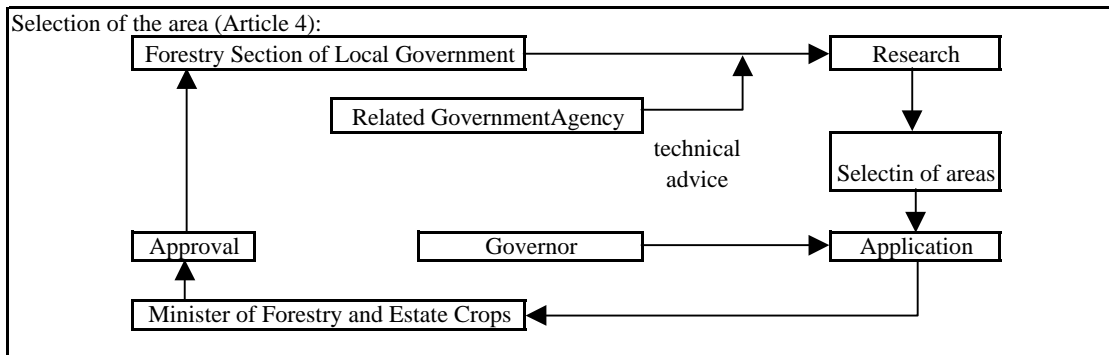 Selection of the area (Article 4):
Forestry Section of Local Government
Research
Related GovernmentAgency
technical
advice
Selectin of areas
Approval
Governor
Application
Minister of Forestry and Estate Crops